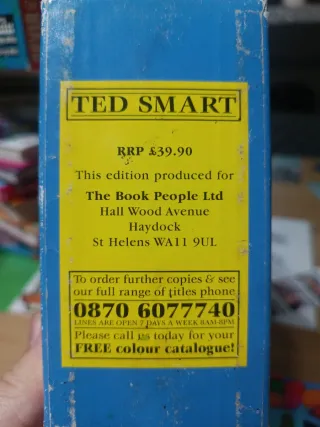 TED SMART
RRP £39.90
This edition produced for
The Book People Ltd
Hall Wood Avenue
Haydock
St Helens WA11 9UL
To order further copies & see
our full range of titles phone
0870 6077740
LINES ARE OPEN 7 DAYS A WEEK 8AM-8PM
Please call us today for your
FREE colour catalogue!